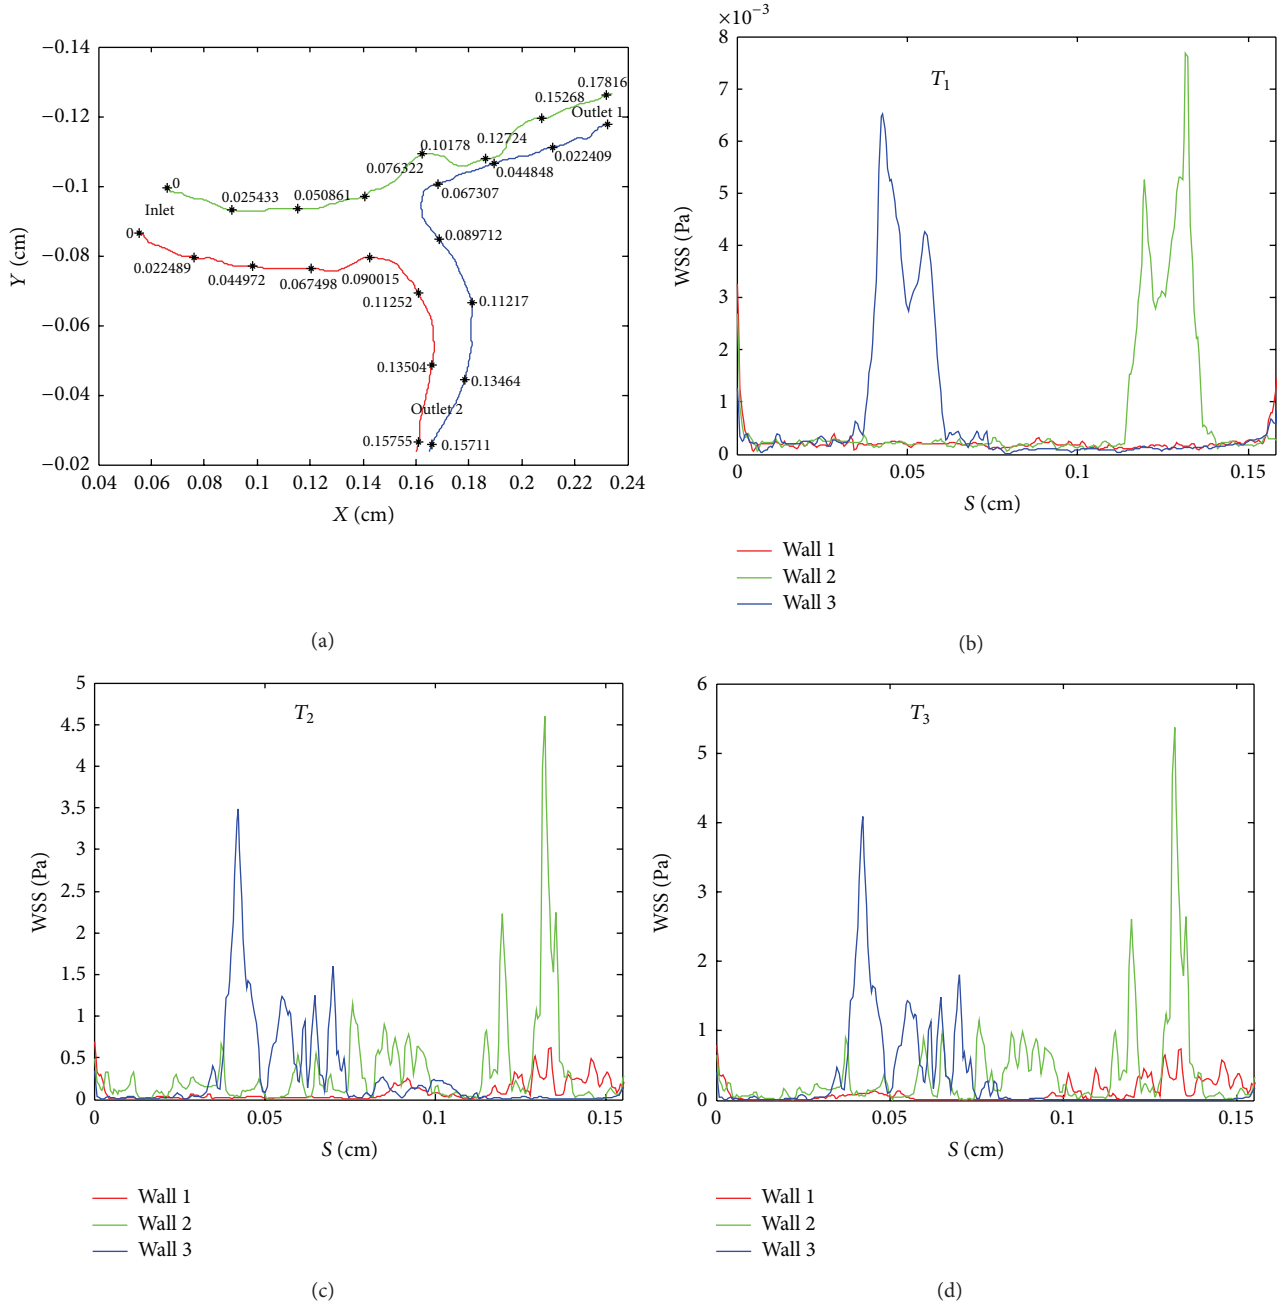 −0.14
−0.12
−0.1
−0.08
−0.06
−0.04
−0.02
Y (cm)
0.04 0.06 0.08 0.1 0.12 0.14 0.16 0.18 0.2 0.22 0.24
X (cm)
0
0.025433
0.050861
0.076322
0.10178
0.12724
0.15268
0.17816
Outlet 1
0.022409
0.044848
0.067307
0.089712
0.11217
0.13464
0.15711
Inlet
0
0.022489
0.044972
0.067498
0.090015
0.11252
0.13504
Outlet 2
0.15755
(a)
×10−3
8
7
6
5
4
3
2
1
0
WSS (Pa)
T1
0 0.05 0.1 0.15
S (cm)
Wall 1
Wall 2
Wall 3
(b)
5
4.5
4
3.5
3
2.5
2
1.5
1
0.5
0
WSS (Pa)
T2
0 0.05 0.1 0.15
S (cm)
Wall 1
Wall 2
Wall 3
(c)
6
5
4
3
2
1
0
WSS (Pa)
T3
0 0.05 0.1 0.15
S (cm)
Wall 1
Wall 2
Wall 3
(d)